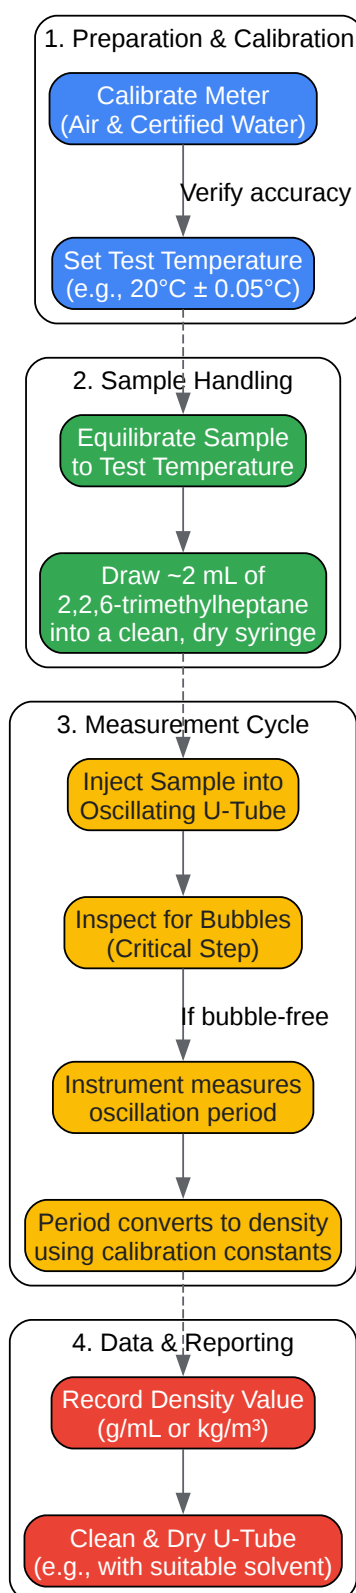 1. Preparation & Calibration
Calibrate Meter
(Air & Certified Water)
Verify accuracy
Set Test Temperature
(e.g., 20°C ± 0.05°C)
2. Sample Handling
Equilibrate Sample
to Test Temperature
Draw ~2 mL of
2,2,6-trimethylheptane
into a clean, dry syringe
3. Measurement Cycle
Inject Sample into
Oscillating U-Tube
Inspect for Bubbles
(Critical Step)
If bubble-free
Instrument measures
oscillation period
Period converts to density
using calibration constants
4. Data & Reporting
Record Density Value
(g/mL or kg/m³)
Clean & Dry U-Tube
(e.g., with suitable solvent)